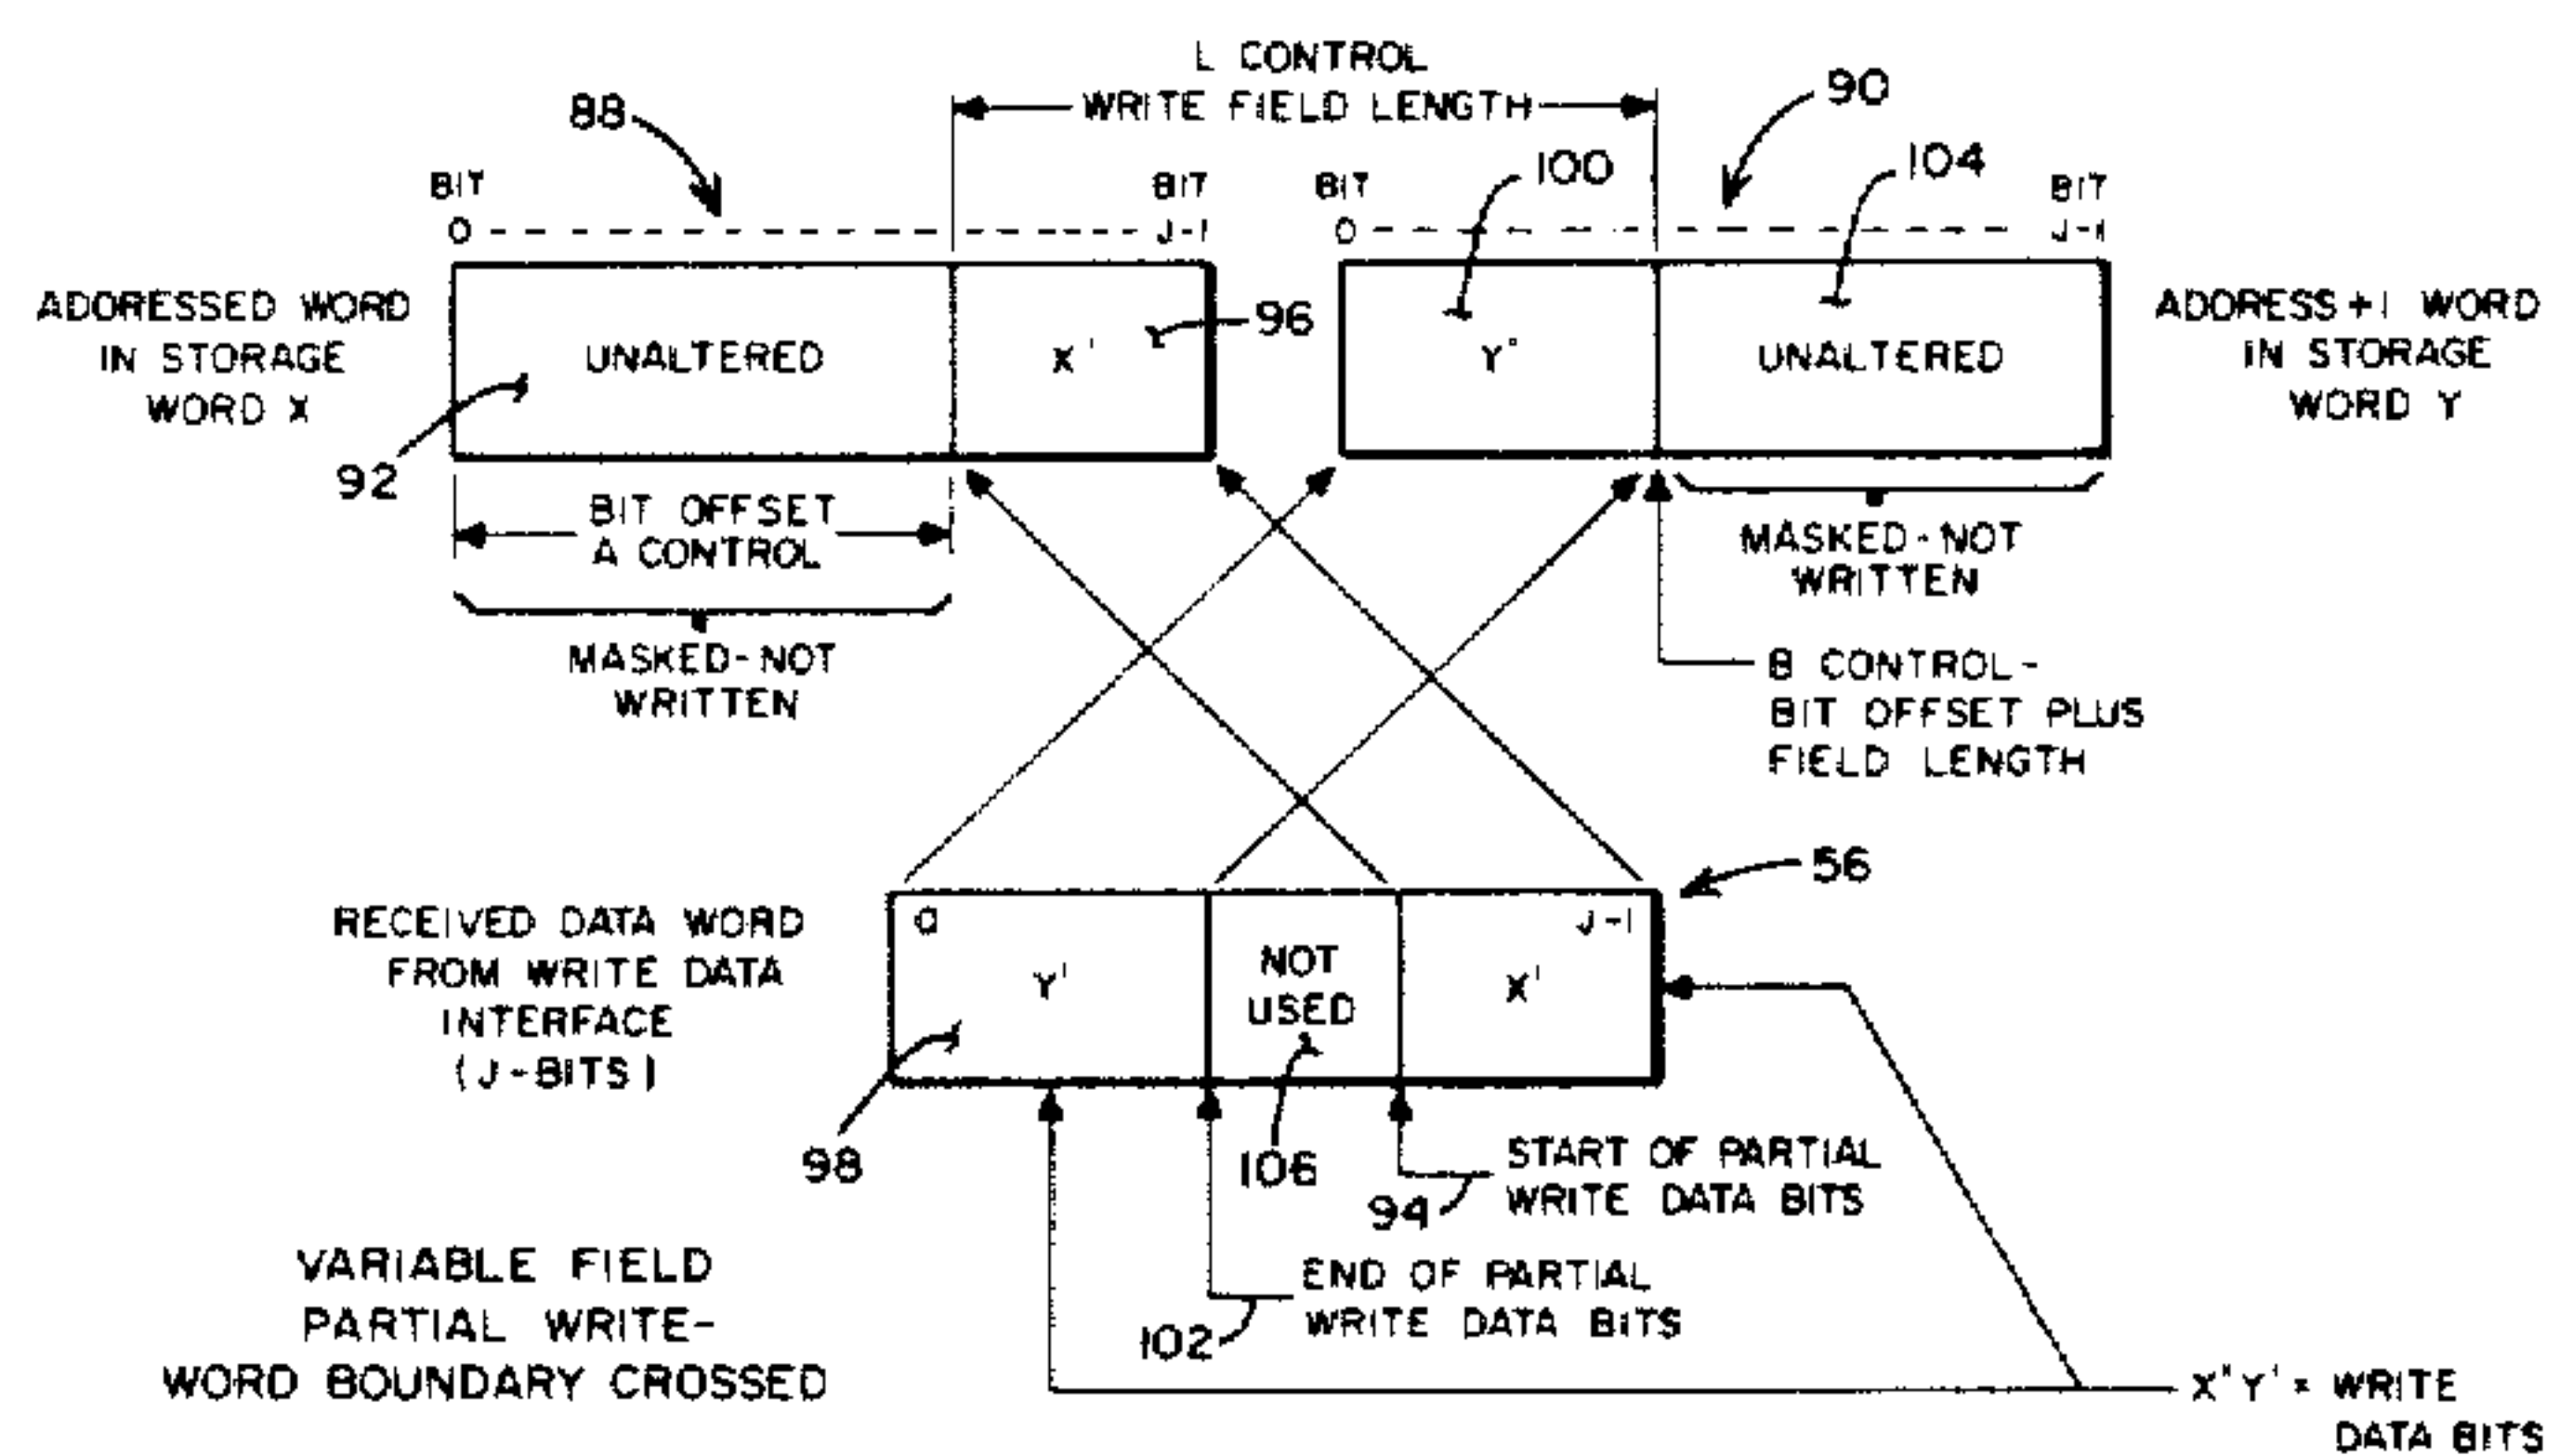 L CONTROL
WRITE FIELD LENGTH
88
90
100
104
BIT
BIT
BIT
BIT
0
J-1
0
J-1
ADDRESSED WORD
IN STORAGE
WORD X
UNALTERED
X'
96
Y"
UNALTERED
ADDRESS+1 WORD
IN STORAGE
WORD Y
92
BIT OFFSET
A CONTROL
MASKED-NOT
WRITTEN
MASKED-NOT
WRITTEN
B CONTROL-
BIT OFFSET PLUS
FIELD LENGTH
56
RECEIVED DATA WORD
FROM WRITE DATA
INTERFACE
(J-BITS)
0
J-1
Y'
NOT
USED
X'
98
106
94
START OF PARTIAL
WRITE DATA BITS
102
END OF PARTIAL
WRITE DATA BITS
VARIABLE FIELD
PARTIAL WRITE-
WORD BOUNDARY CROSSED
X" Y' = WRITE
DATA BITS